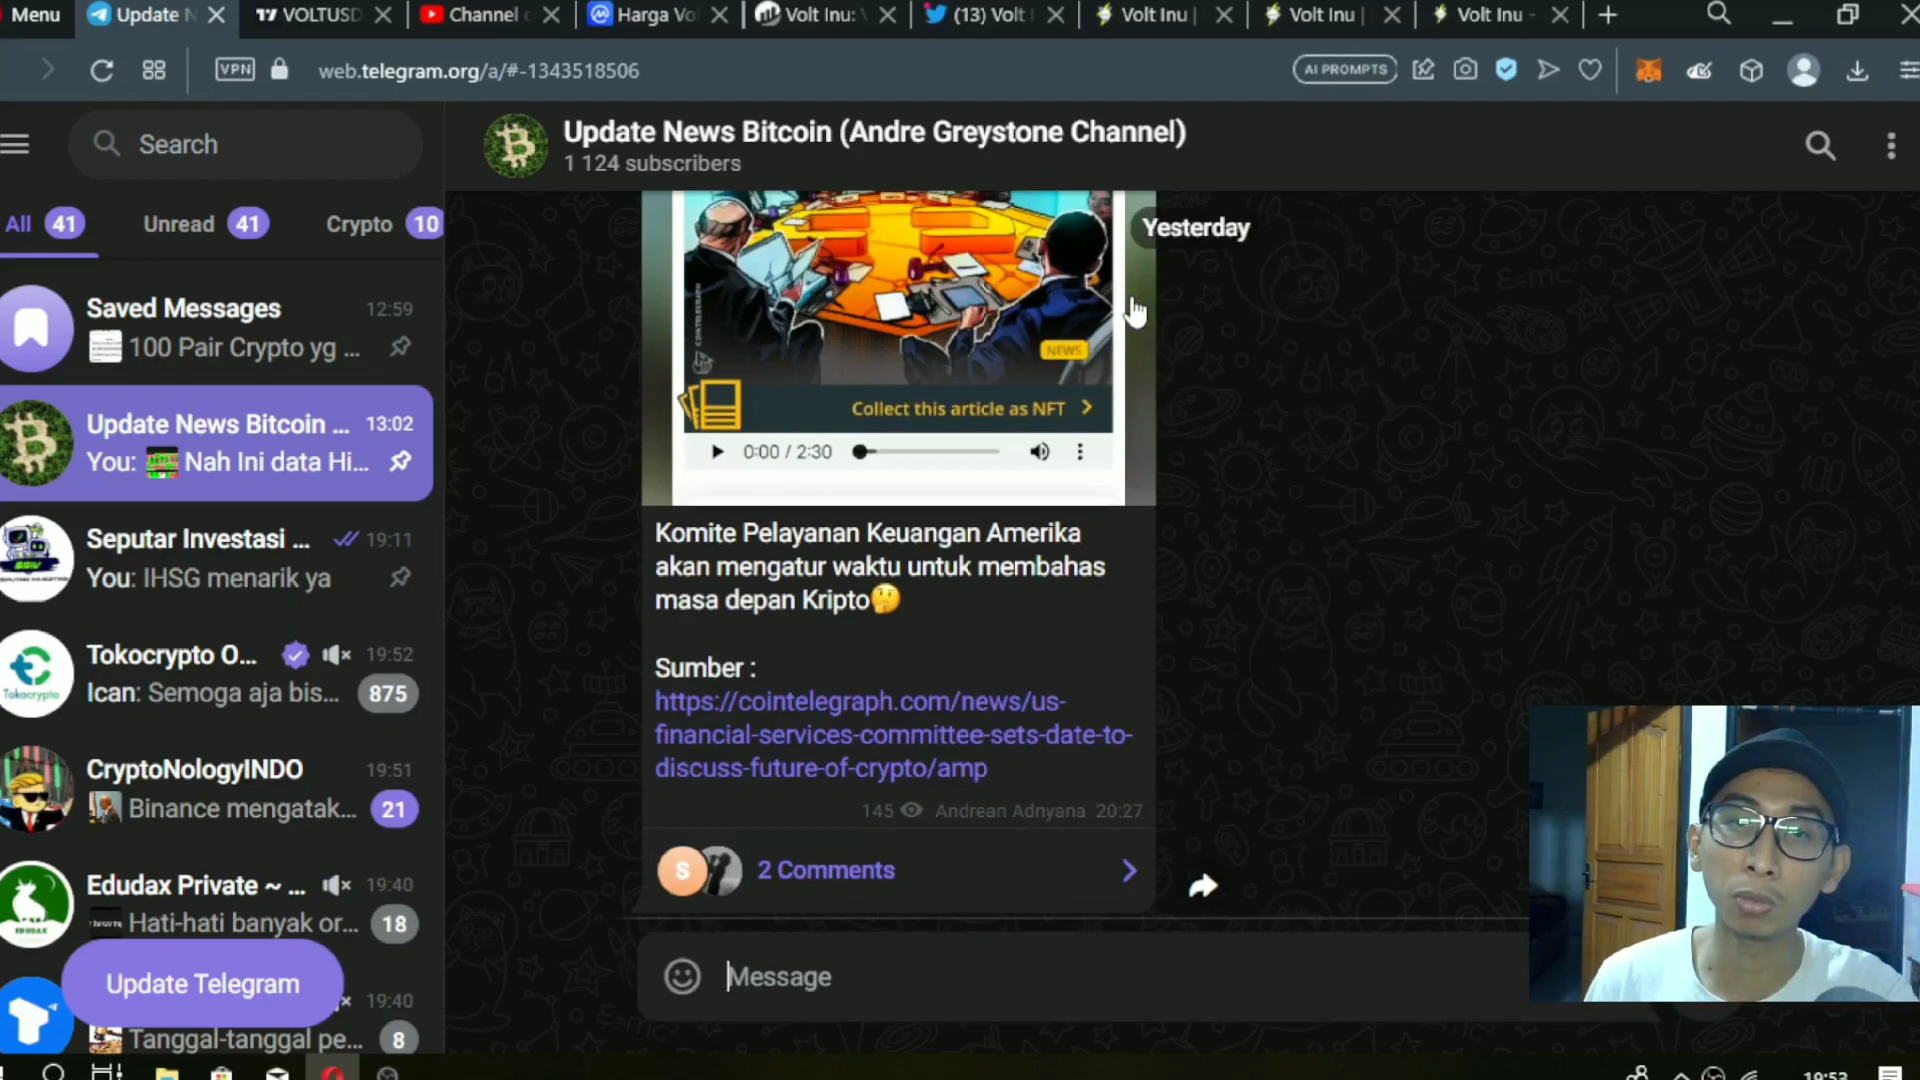 Menu
Update N
VOLTUSD
Channel
Harga Vo
Volt Inu:
(13) Volt
Volt Inu |
Volt Inu |
Volt Inu -
VPN
web.telegram.org/a/#-1343518506
AI PROMPTS
Search
Update News Bitcoin (Andre Greystone Channel)
1 124 subscribers
All 41
Unread 41
Crypto 10
Yesterday
Saved Messages 12:59
100 Pair Crypto yg ...
Update News Bitcoin ... 13:02
You: Nah Ini data Hi...
Seputar Investasi ... 19:11
You: IHSG menarik ya
Tokocrypto O... 19:52
Ican: Semoga aja bis... 875
Tokocrypto
CryptoNologyINDO 19:51
Binance mengatak... 21
Edudax Private ~ ... 19:40
Hati-hati banyak or... 18
EDUDAX
Update Telegram
19:40
Tanggal-tanggal pe... 8
COINTELEGRAPH
NEWS
Collect this article as NFT
0:00 / 2:30
Komite Pelayanan Keuangan Amerika
akan mengatur waktu untuk membahas
masa depan Kripto🤔
Sumber :
https://cointelegraph.com/news/us-
financial-services-committee-sets-date-to-
discuss-future-of-crypto/amp
145 Andrean Adnyana 20:27
S
2 Comments
Message
19:53